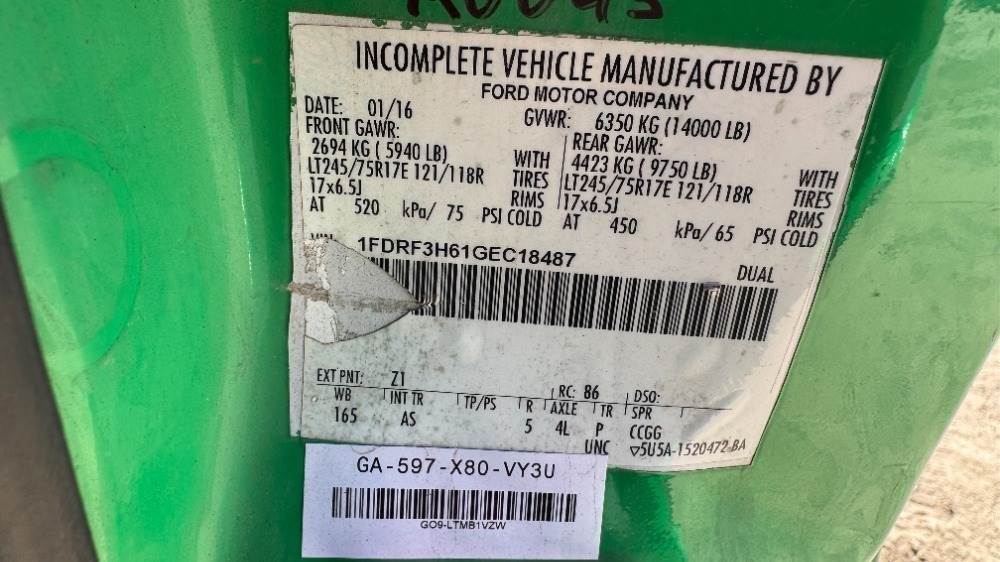 INCOMPLETE VEHICLE MANUFACTURED BY
FORD MOTOR COMPANY
DATE: 01/16 GVWR: 6350 KG (14000 LB)
FRONT GAWR: REAR GAWR:
2694 KG ( 5940 LB) WITH 4423 KG ( 9750 LB) WITH
LT245/75R17E 121/118R TIRES LT245/75R17E 121/118R TIRES
17x6.5J RIMS 17x6.5J RIMS
AT 520 kPa/ 75 PSI COLD AT 450 kPa/ 65 PSI COLD
1FDRF3H61GEC18487 DUAL
EXT PNT: Z1 RC: 86 DSO:
WB INT TR TP/PS R AXLE TR SPR
165 AS 5 4L P CCGG
UNC ▽5U5A-1520472-BA
GA-597-X80-VY3U
GO9-LTMB1VZW